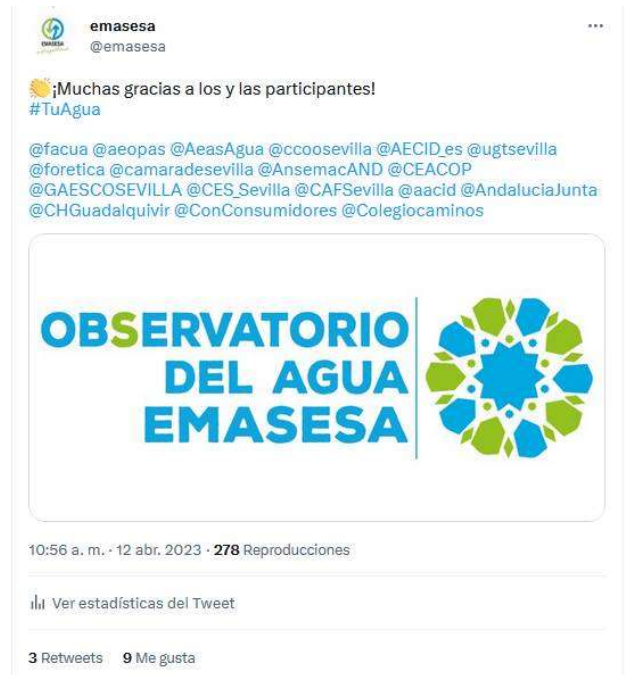 emasesa
@emasesa
EMASESA
👏¡Muchas gracias a los y las participantes!
#TuAgua
@facua @aeopas @AeasAgua @ccoosevilla @AECID_es @ugtsevilla
@foretica @camaradesevilla @AnsemacAND @CEACOP
@GAESCOSEVILLA @CES_Sevilla @CAFSevilla @aacid @AndaluciaJunta
@CHGuadalquivir @ConConsumidores @Colegiocaminos
OBSERVATORIO
DEL AGUA
EMASESA
10:56 a. m. · 12 abr. 2023 · 278 Reproducciones
Ver estadísticas del Tweet
3 Retweets 9 Me gusta